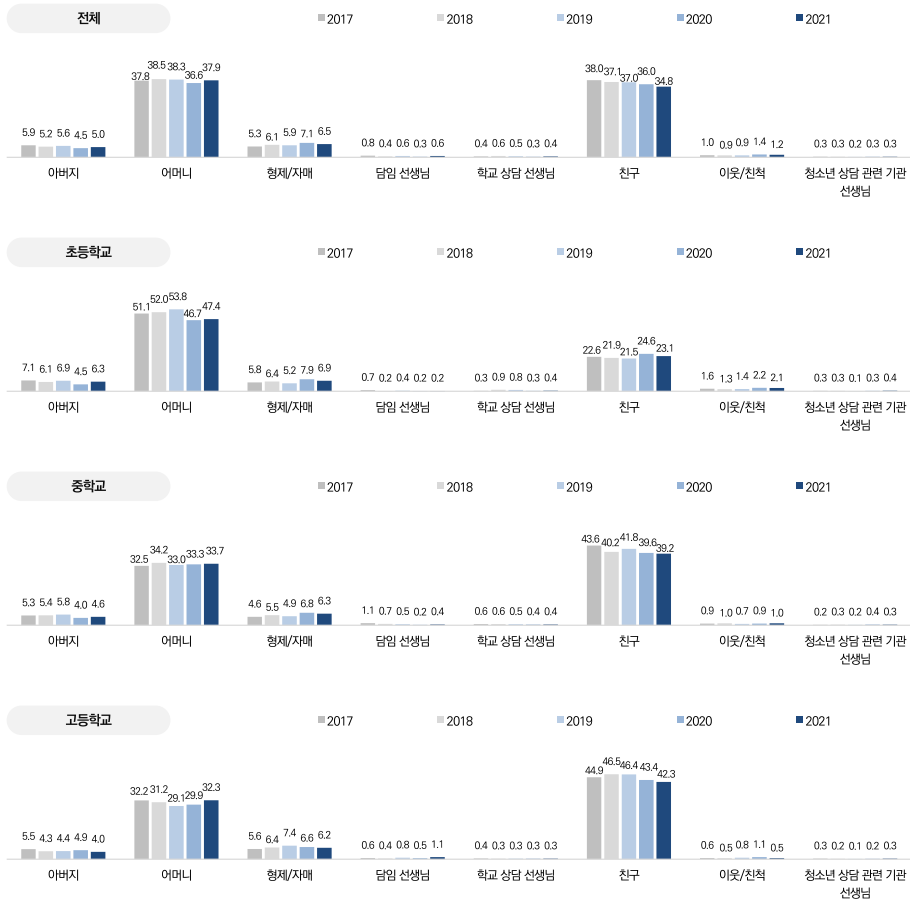 전체
2017 2018 2019 2020 2021
37.8 38.5 38.3 36.6 37.9 38.0 37.1 37.0 36.0 34.8
5.9 5.2 5.6 4.5 5.0 5.3 6.1 5.9 7.1 6.5 0.8 0.4 0.6 0.3 0.6 0.4 0.6 0.5 0.3 0.4 1.0 0.9 0.9 1.4 1.2 0.3 0.3 0.2 0.3 0.3
아버지 어머니 형제/자매 담임 선생님 학교 상담 선생님 친구 이웃/친척 청소년 상담 관련 기관
선생님
초등학교
2017 2018 2019 2020 2021
51.1 52.0 53.8 46.7 47.4 22.6 21.9 21.5 24.6 23.1
7.1 6.1 6.9 4.5 6.3 5.8 6.4 5.2 7.9 6.9 0.7 0.2 0.4 0.2 0.2 0.3 0.9 0.8 0.3 0.4 1.6 1.3 1.4 2.2 2.1 0.3 0.3 0.1 0.3 0.4
아버지 어머니 형제/자매 담임 선생님 학교 상담 선생님 친구 이웃/친척 청소년 상담 관련 기관
선생님
중학교
2017 2018 2019 2020 2021
32.5 34.2 33.0 33.3 33.7 43.6 40.2 41.8 39.6 39.2
5.3 5.4 5.8 4.0 4.6 4.6 5.5 4.9 6.8 6.3 1.1 0.7 0.5 0.2 0.4 0.6 0.6 0.5 0.4 0.4 0.9 1.0 0.7 0.9 1.0 0.2 0.3 0.2 0.4 0.3
아버지 어머니 형제/자매 담임 선생님 학교 상담 선생님 친구 이웃/친척 청소년 상담 관련 기관
선생님
고등학교
2017 2018 2019 2020 2021
32.2 31.2 29.1 29.9 32.3 44.9 46.5 46.4 43.4 42.3
5.5 4.3 4.4 4.9 4.0 5.6 6.4 7.4 6.6 6.2 0.6 0.4 0.8 0.5 1.1 0.4 0.3 0.3 0.3 0.3 0.6 0.5 0.8 1.1 0.5 0.3 0.2 0.1 0.2 0.3
아버지 어머니 형제/자매 담임 선생님 학교 상담 선생님 친구 이웃/친척 청소년 상담 관련 기관
선생님